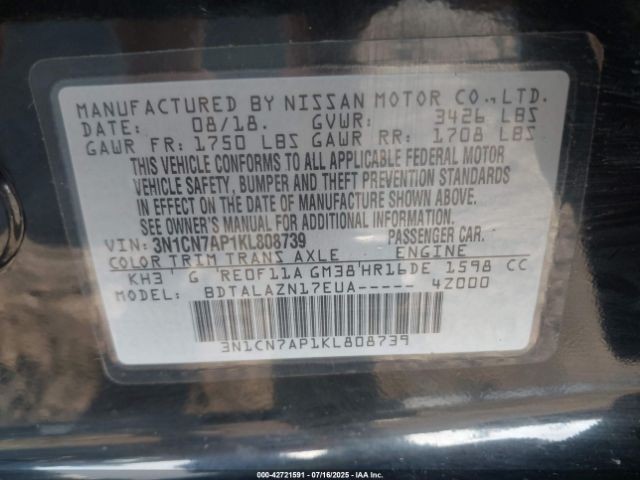 MANUFACTURED BY NISSAN MOTOR CO., LTD.
DATE: 08/18. GVWR: 3426 LBS
GAWR FR: 1750 LBS GAWR RR: 1708 LBS
THIS VEHICLE CONFORMS TO ALL APPLICABLE FEDERAL MOTOR
VEHICLE SAFETY, BUMPER AND THEFT PREVENTION STANDARDS
IN EFFECT ON THE DATE OF MANUFACTURE SHOWN ABOVE.
SEE OWNER'S MANUAL FOR ADDITIONAL INFORMATION.
VIN: 3N1CN7AP1KL808739 PASSENGER CAR.
COLOR TRIM TRANS AXLE ENGINE
KH3 G RE0F11A GM38 HR16DE 1598 CC
MODEL: BDTALAZN17EUA----- 4Z000
3N1CN7AP1KL808739
000-42721591 07/16/2025 IAA Inc.